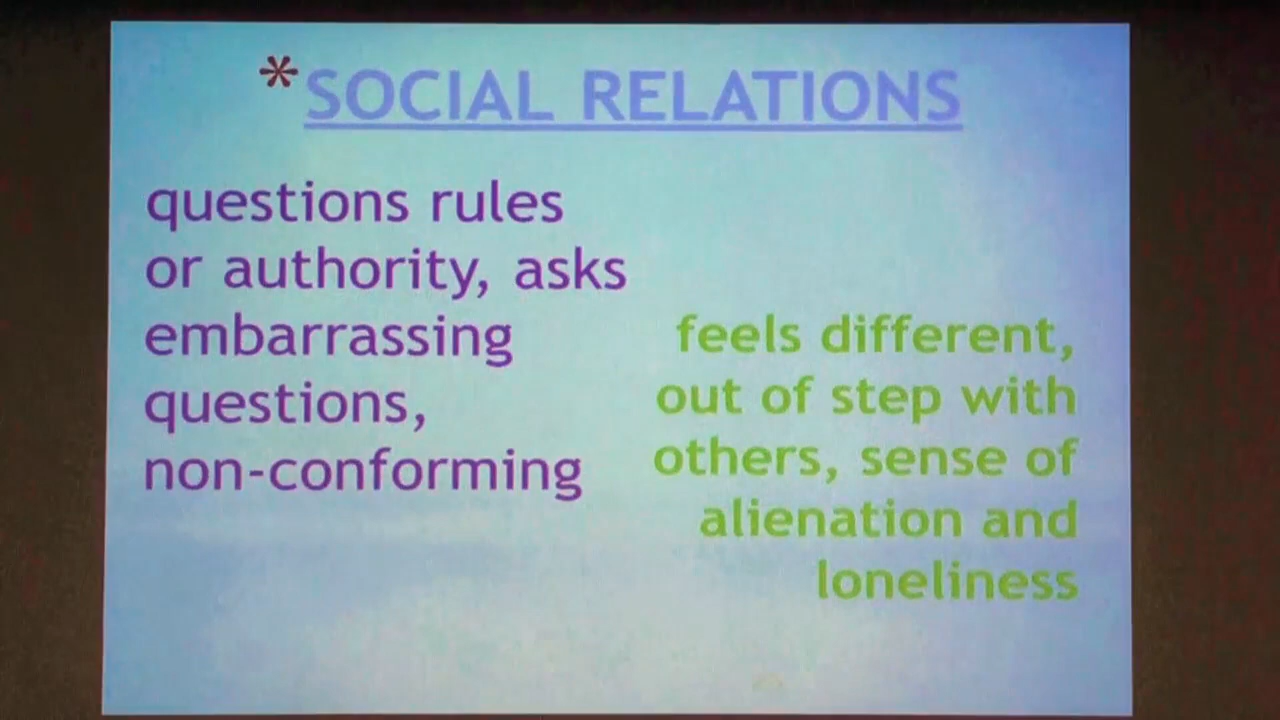 *SOCIAL RELATIONS
questions rules
or authority, asks
embarrassing
questions,
non-conforming
feels different,
out of step with
others, sense of
alienation and
loneliness